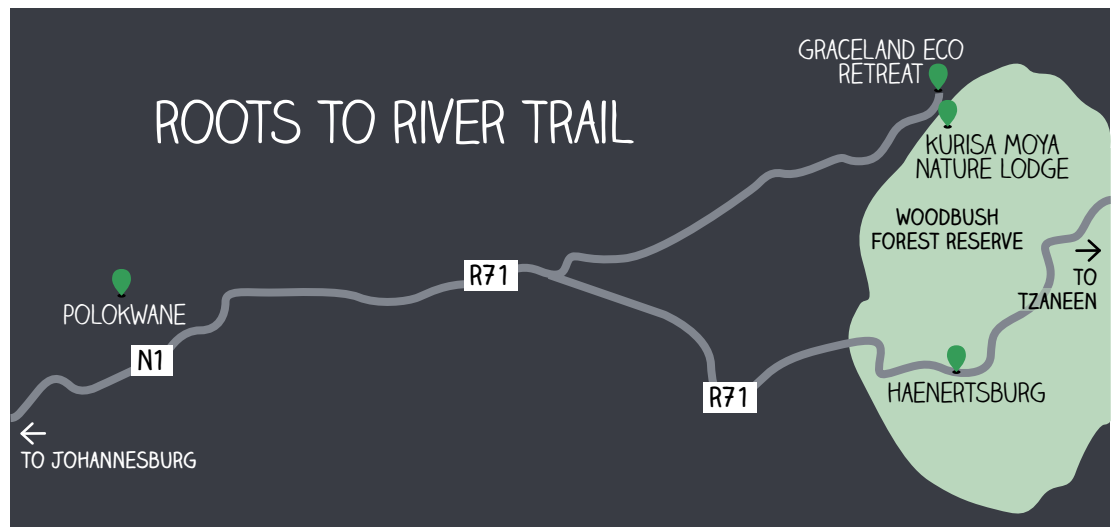 GRACELAND ECO
RETREAT
ROOTS TO RIVER TRAIL
KURISA MOYA
NATURE LODGE
WOODBUSH
FOREST RESERVE
R71
TO
TZANEEN
POLOKWANE
N1
R71
HAENERTSBURG
TO JOHANNESBURG